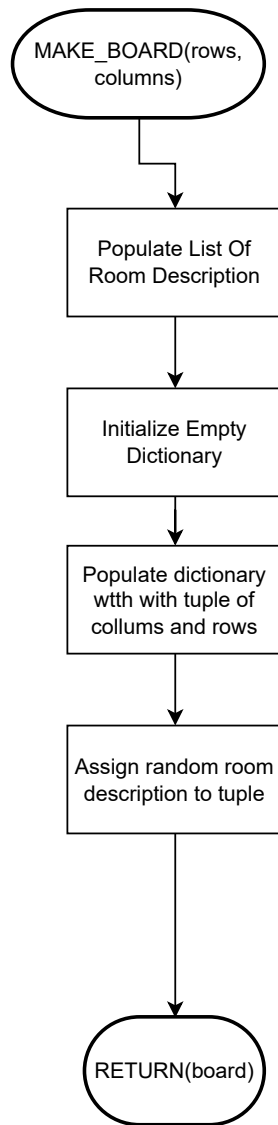 MAKE_BOARD(rows,
columns)
Populate List Of
Room Description
Initialize Empty
Dictionary
Populate dictionary
wtth with tuple of
collums and rows
Assign random room
description to tuple
RETURN(board)